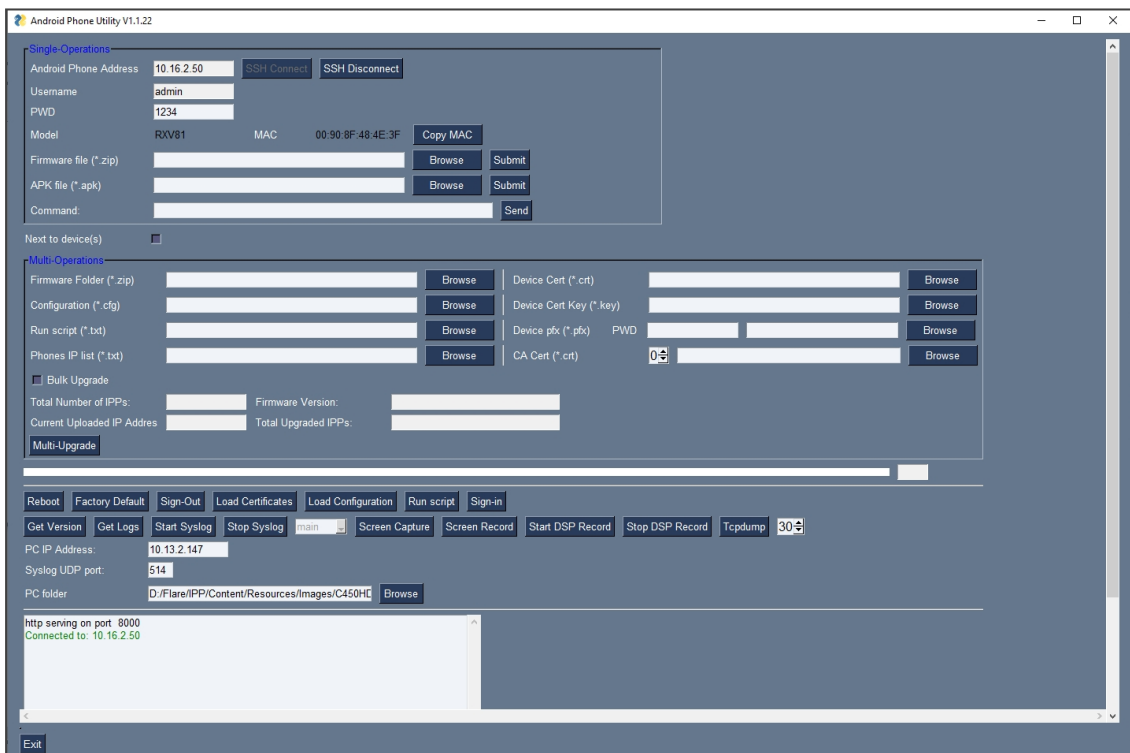 Android Phone Utility V1.1.22
Single-Operations
Android Phone Address 10.16.2.50 SSH Connect SSH Disconnect
Username admin
PWD 1234
Model RXV81 MAC 00:90:8F:48:4E:3F Copy MAC
Firmware file (*.zip) Browse Submit
APK file (*.apk) Browse Submit
Command: Send
Next to device(s)
Multi-Operations
Firmware Folder (*.zip) Browse Device Cert (*.crt) Browse
Configuration (*.cfg) Browse Device Cert Key (*.key) Browse
Run script (*.txt) Browse Device pfx (*.pfx) PWD Browse
Phones IP list (*.txt) Browse CA Cert (*.crt) 0 Browse
Bulk Upgrade
Total Number of IPPs: Firmware Version:
Current Uploaded IP Addres Total Upgraded IPPs:
Multi-Upgrade
Reboot Factory Default Sign-Out Load Certificates Load Configuration Run script Sign-in
Get Version Get Logs Start Syslog Stop Syslog main Screen Capture Screen Record Start DSP Record Stop DSP Record Tcpdump 30
PC IP Address: 10.13.2.147
Syslog UDP port: 514
PC folder D:/Flare/IPP/Content/Resources/Images/C450HD Browse
http serving on port 8000
Connected to: 10.16.2.50
Exit